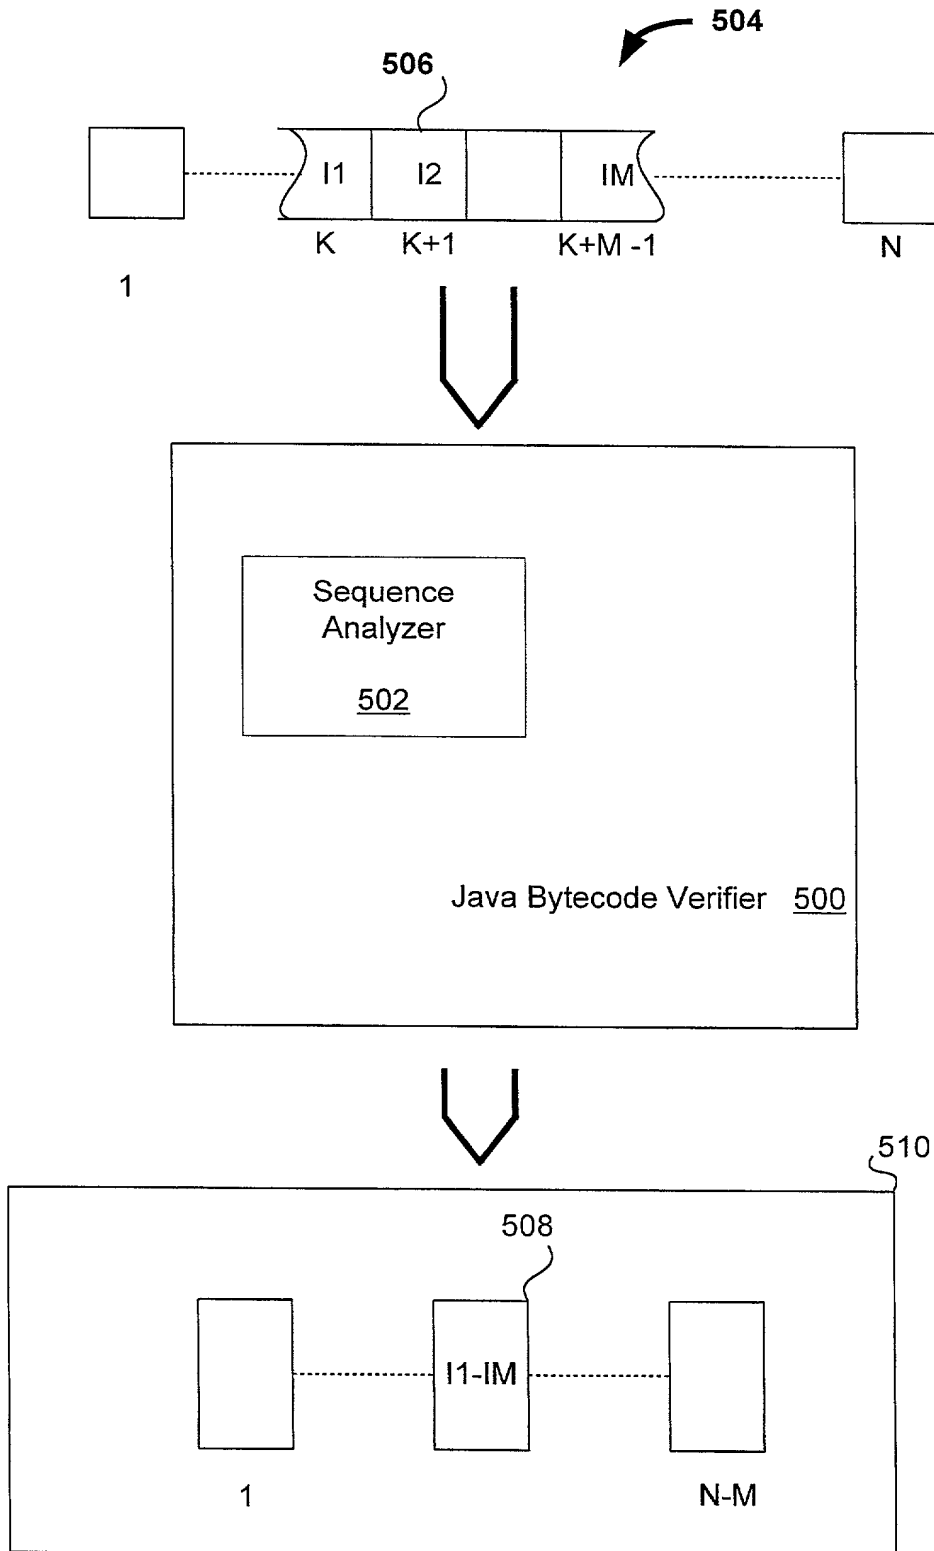 504
506
I1 I2 IM
K K+1 K+M -1 N
1
Sequence
Analyzer
502
Java Bytecode Verifier 500
510
508
I1-IM
1 N-M